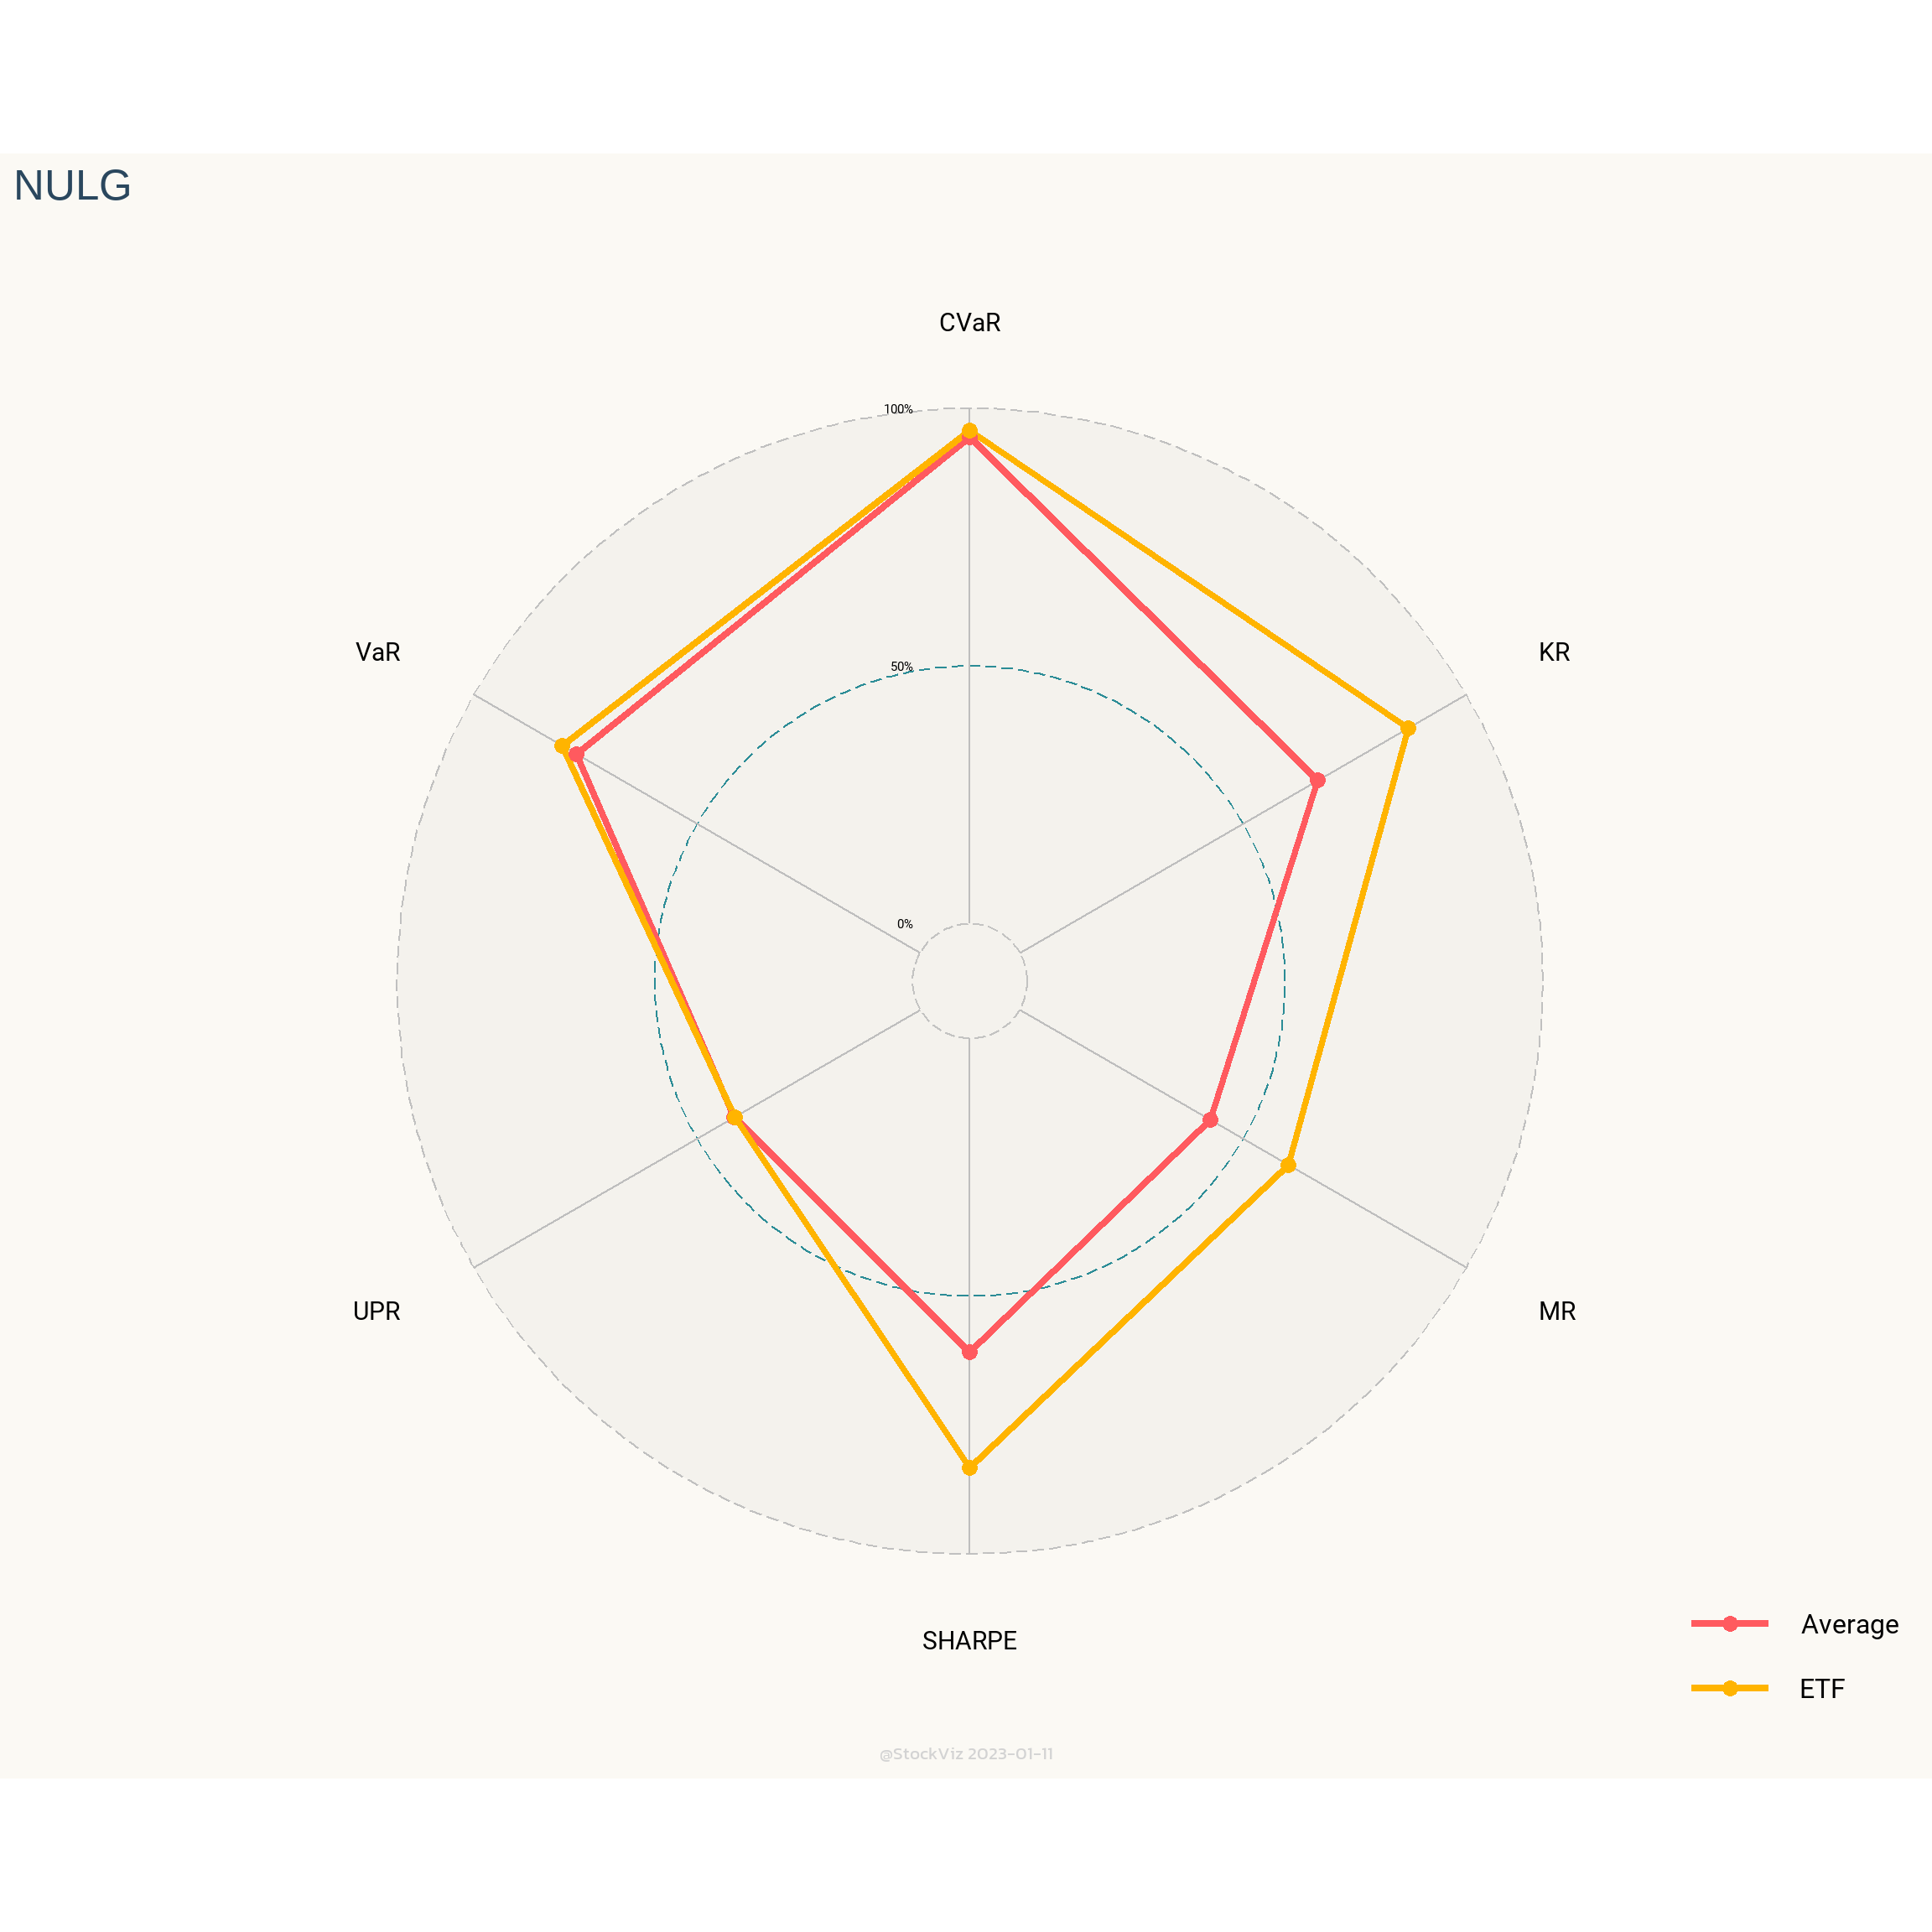 NULG
CVaR
100%
KR
VaR
50%
0%
UPR
MR
SHARPE
Average
ETF
@StockViz 2023-01-11